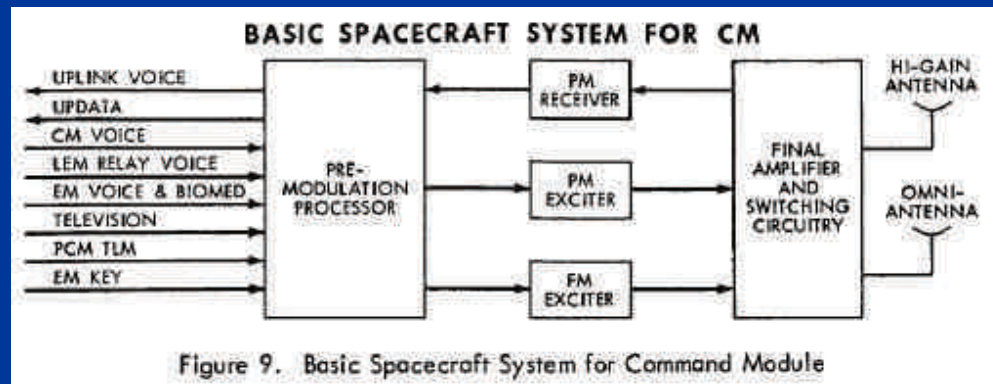 BASIC SPACECRAFT SYSTEM FOR CM
UPLINK VOICE
UPDATA
CM VOICE
LEM RELAY VOICE
EM VOICE & BIOMED
TELEVISION
PCM TLM
EM KEY
PRE-
MODULATION
PROCESSOR
PM
RECEIVER
PM
EXCITER
FM
EXCITER
FINAL
AMPLIFIER
AND
SWITCHING
CIRCUITRY
HI-GAIN
ANTENNA
OMNI-
ANTENNA
Figure 9. Basic Spacecraft System for Command Module